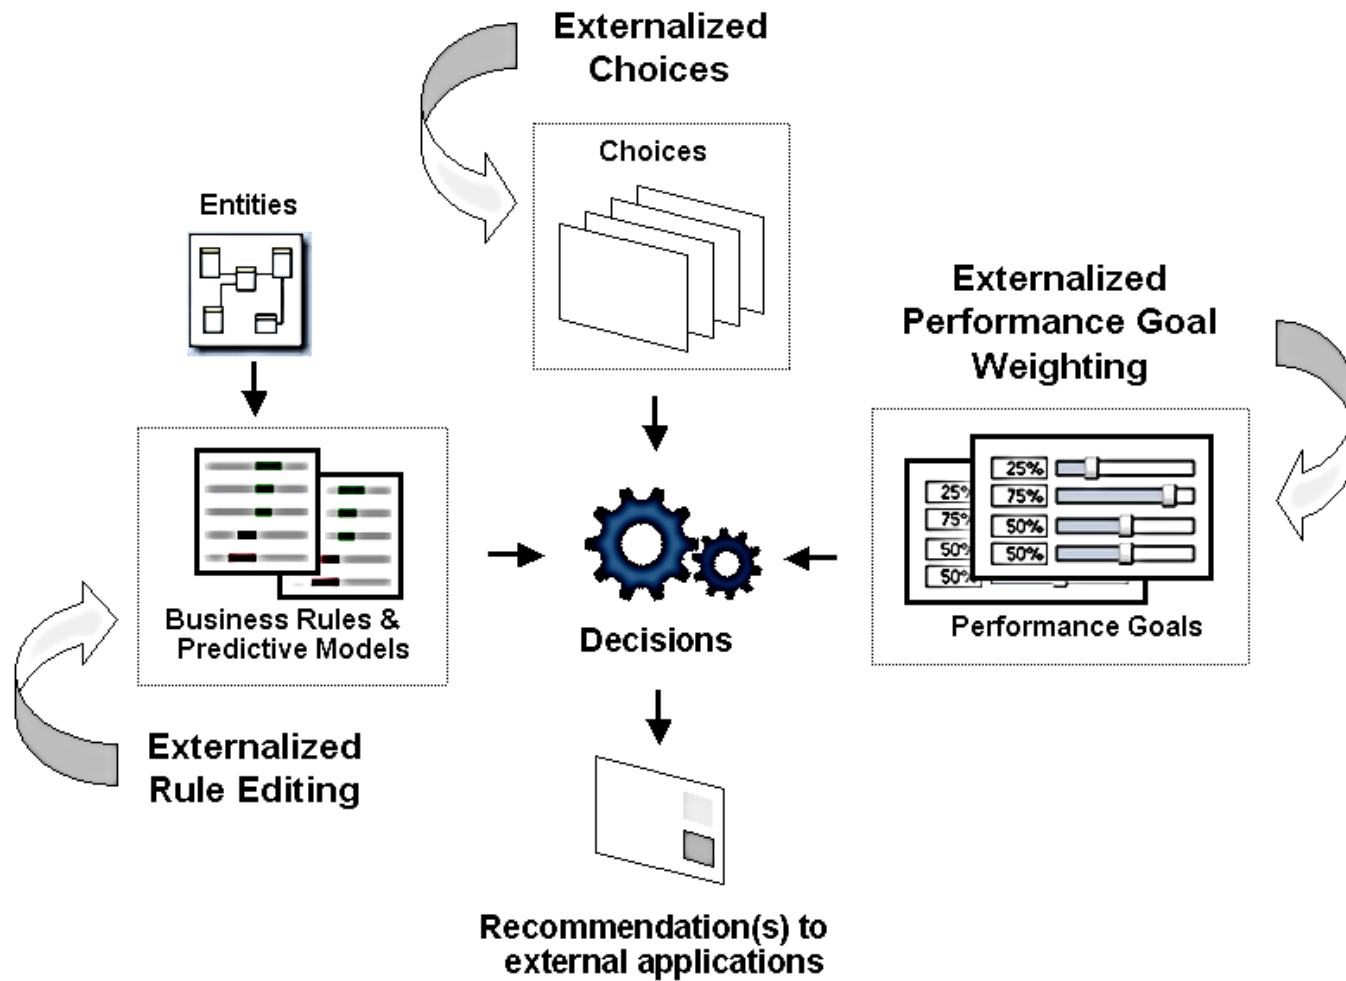 Externalized
Choices
Choices
Entities
Externalized
Performance Goal
Weighting
25%
75%
50%
50%
25%
75%
50%
50%
Business Rules &
Predictive Models
Performance Goals
Decisions
Externalized
Rule Editing
Recommendation(s) to
external applications